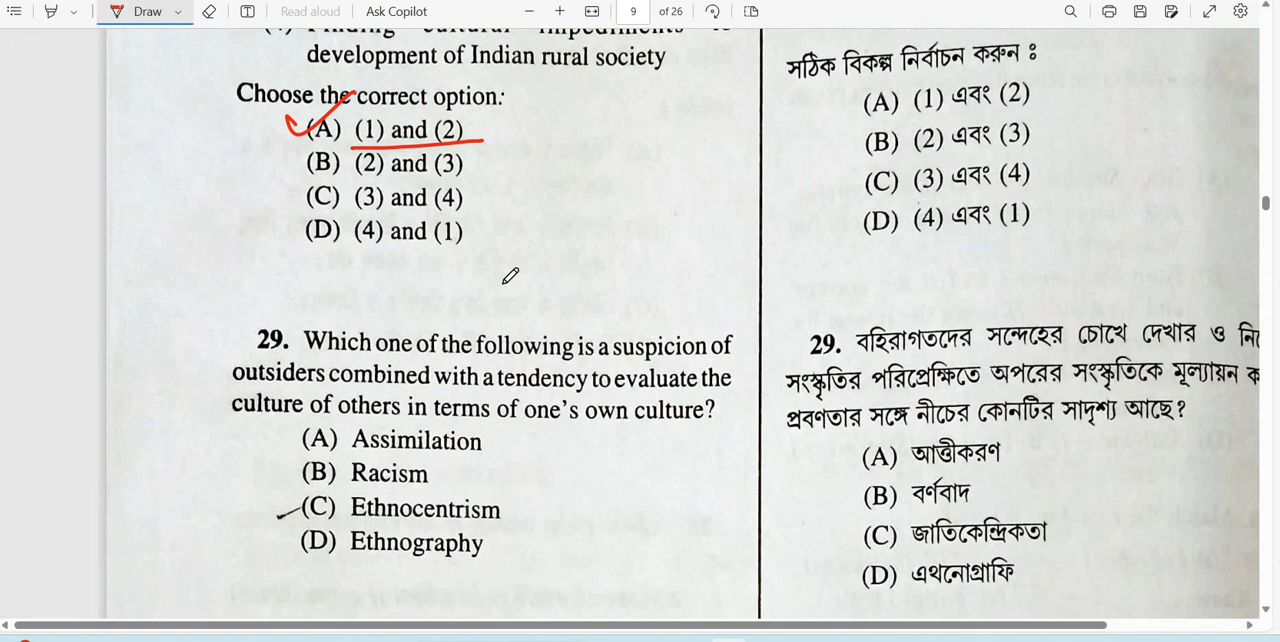 Draw
Read aloud
Ask Copilot
9
of 26
development of Indian rural society
Choose the correct option:
(A) (1) and (2)
(B) (2) and (3)
(C) (3) and (4)
(D) (4) and (1)
29. Which one of the following is a suspicion of
outsiders combined with a tendency to evaluate the
culture of others in terms of one's own culture?
(A) Assimilation
(B) Racism
(C) Ethnocentrism
(D) Ethnography
সঠিক বিকল্প নির্বাচন করুন ঃ
(A) (1) এবং (2)
(B) (2) এবং (3)
(C) (3) এবং (4)
(D) (4) এবং (1)
29. বহিরাগতদের সন্দেহের চোখে দেখার ও
সংস্কৃতির পরিপ্রেক্ষিতে অপরের সংস্কৃতিকে মূল্যায়ন
প্রবণতার সঙ্গে নীচের কোনটির সাদৃশ্য আছে?
(A) আত্তীকরণ
(B) বর্ণবাদ
(C) জাতিকেন্দ্রিকতা
(D) এথনোগ্রাফি